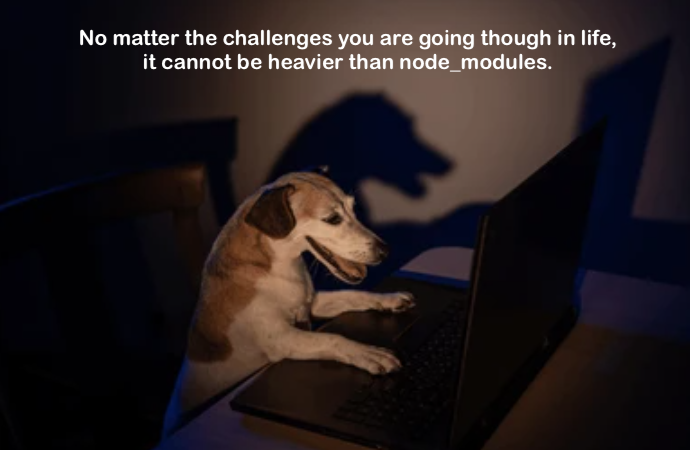 No matter the challenges you are going though in life,
it cannot be heavier than node_modules.